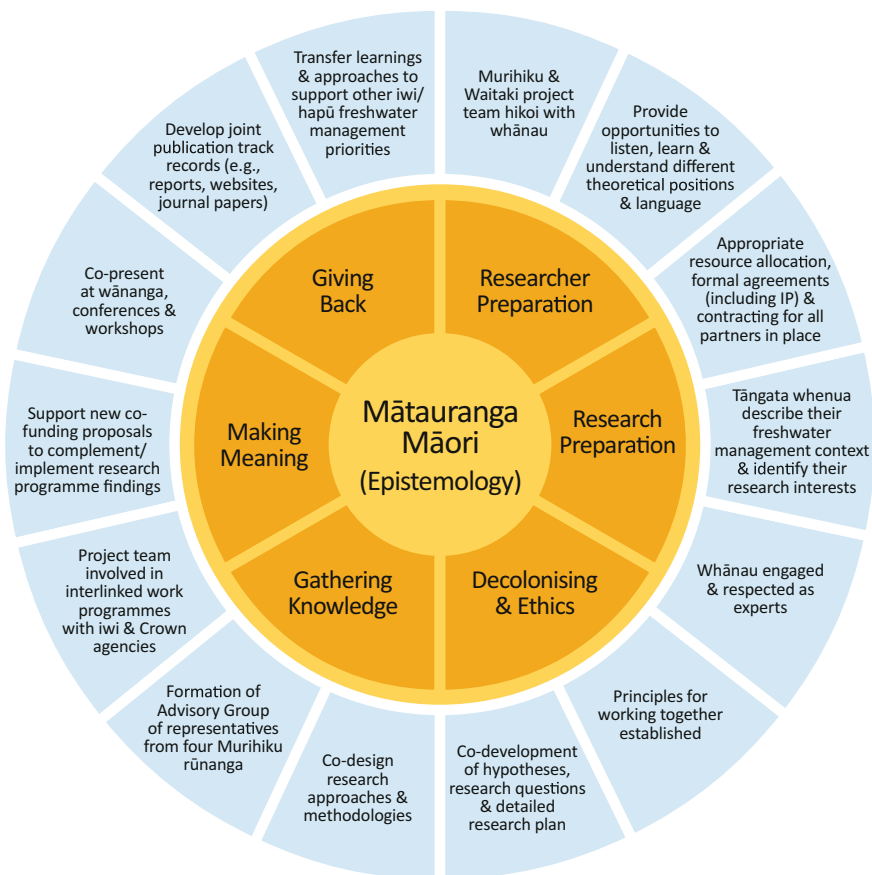 Mātauranga
Māori
(Epistemology)
Researcher
Preparation
Research
Preparation
Decolonising
& Ethics
Gathering
Knowledge
Making
Meaning
Giving
Back
Murihiku &
Waitaki project
team hikoi with
whānau
Provide
opportunities to
listen, learn &
understand different
theoretical positions
& language
Appropriate
resource allocation,
formal agreements
(including IP) &
contracting for all
partners in place
Tāngata whenua
describe their
freshwater
management context
& identify their
research interests
Whānau engaged
& respected as
experts
Principles for
working together
established
Co-development
of hypotheses,
research questions
& detailed
research plan
Co-design
research
approaches &
methodologies
Formation of
Advisory Group
of representatives
from four Murihiku
rūnanga
Project team
involved in
interlinked work
programmes
with iwi & Crown
agencies
Support new co-
funding proposals
to complement/
implement research
programme findings
Co-present
at wānanga,
conferences &
workshops
Develop joint
publication track
records (e.g.,
reports, websites,
journal papers)
Transfer learnings
& approaches to
support other iwi/
hapū freshwater
management
priorities